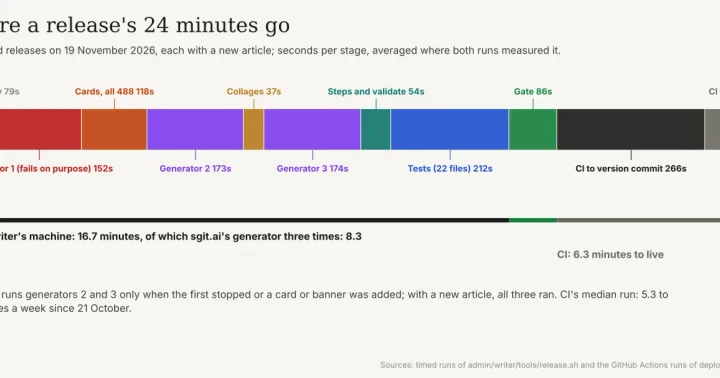 re a release's 24 minutes go
d releases on 19 November 2026, each with a new article; seconds per stage, averaged where both runs measured it.
79s Cards, all 488 118s Collages 37s Steps and validate 54s Gate 86s CI
or 1 (fails on purpose) 152s Generator 2 173s Generator 3 174s Tests (22 files) 212s CI to version commit 266s
riter's machine: 16.7 minutes, of which sgit.ai's generator three times: 8.3
CI: 6.3 minutes to live
runs generators 2 and 3 only when the first stopped or a card or banner was added; with a new article, all three ran. CI's median run: 5.3 to
es a week since 21 October.
Sources: timed runs of admin/writer/tools/release.sh and the GitHub Actions runs of deplo